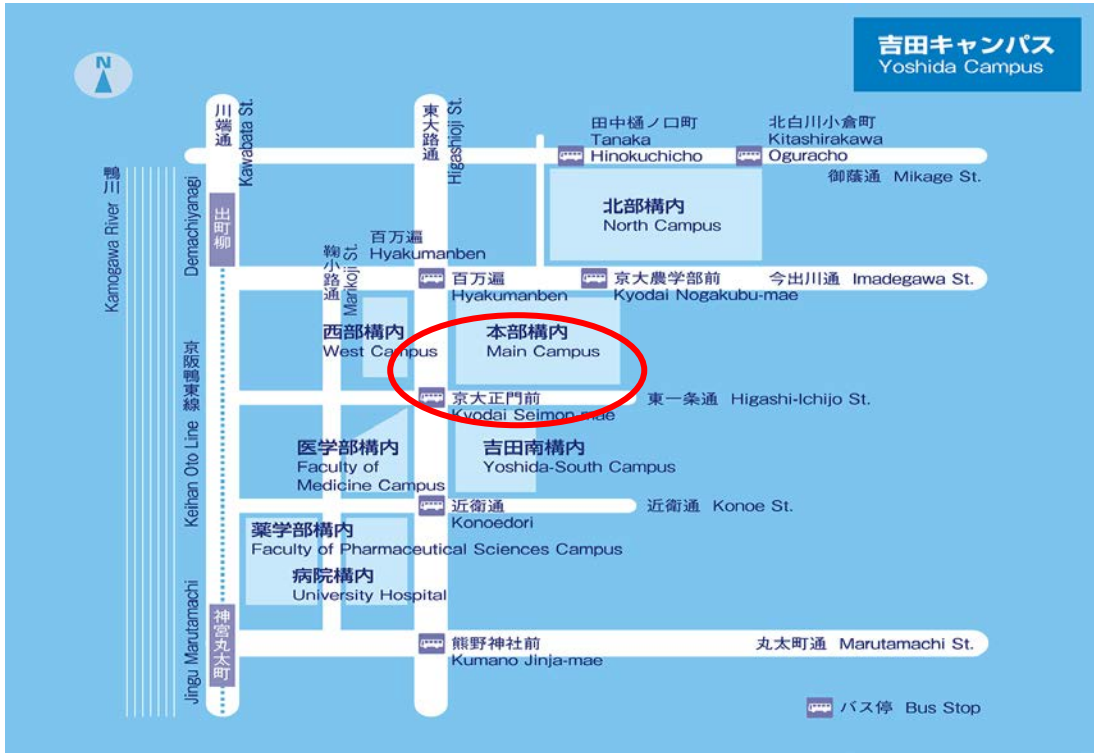 吉田キャンパス
Yoshida Campus
N
川端通
Kawabata St.
東大路通
Higashioji St.
田中樋ノ口町
Tanaka
Hinokuchicho
北白川小倉町
Kitashirakawa
Oguracho
御蔭通 Mikage St.
鴨川
Kamogawa River
Demachiyanagi
出町柳
北部構内
North Campus
百万遍
Hyakumanben
鞠小路通
Marikoji St.
百万遍
Hyakumanben
京大農学部前
Kyodai Nogakubu-mae
今出川通 Imadegawa St.
西部構内
West Campus
本部構内
Main Campus
京阪鴨東線
Keihan Oto Line
京大正門前
Kyodai Seimon-mae
東一条通 Higashi-Ichijo St.
医学部構内
Faculty of
Medicine Campus
吉田南構内
Yoshida-South Campus
近衛通
Konoedori
近衛通 Konoe St.
薬学部構内
Faculty of Pharmaceutical Sciences Campus
病院構内
University Hospital
Jingu Marutamachi
神宮丸太町
熊野神社前
Kumano Jinja-mae
丸太町通 Marutamachi St.
バス停 Bus Stop